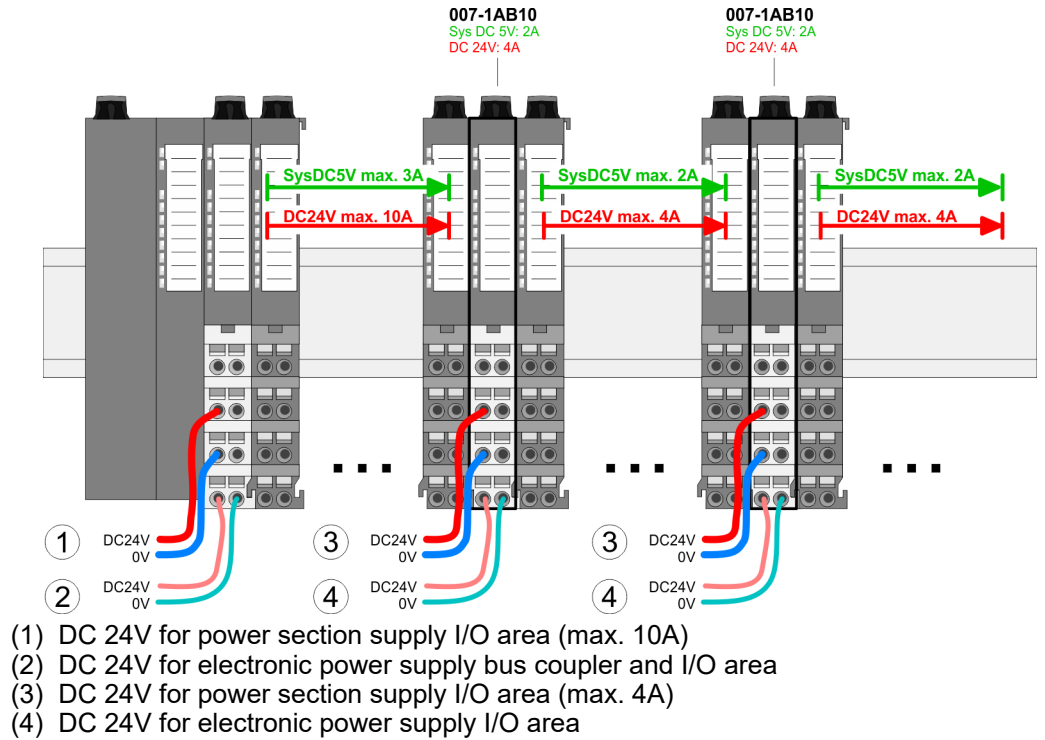 007-1AB10
Sys DC 5V: 2A
DC 24V: 4A
007-1AB10
Sys DC 5V: 2A
DC 24V: 4A
SysDC5V max. 3A
SysDC5V max. 2A
SysDC5V max. 2A
DC24V max. 10A
DC24V max. 4A
DC24V max. 4A
...
...
...
1
DC24V
0V
2
DC24V
0V
3
DC24V
0V
4
DC24V
0V
3
DC24V
0V
4
DC24V
0V
(1) DC 24V for power section supply I/O area (max. 10A)
(2) DC 24V for electronic power supply bus coupler and I/O area
(3) DC 24V for power section supply I/O area (max. 4A)
(4) DC 24V for electronic power supply I/O area